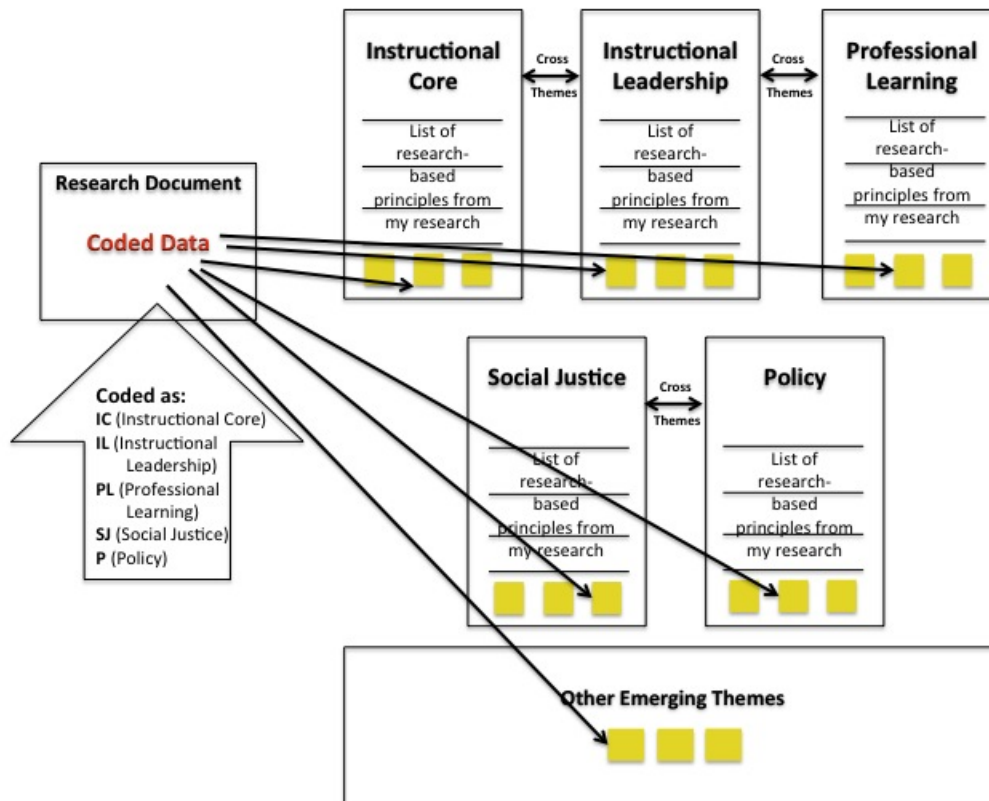 Instructional
Core
Cross
Themes
Instructional
Leadership
Cross
Themes
Professional
Learning
List of
research-
based
principles from
my research
List of
research-
based
principles from
my research
List of
research-
based
principles from
my research
Research Document
Coded Data
Coded as:
IC (Instructional Core)
IL (Instructional
Leadership)
PL (Professional
Learning)
SJ (Social Justice)
P (Policy)
Social Justice
Cross
Themes
Policy
List of
research-
based
principles from
my research
List of
research-
based
principles from
my research
Other Emerging Themes